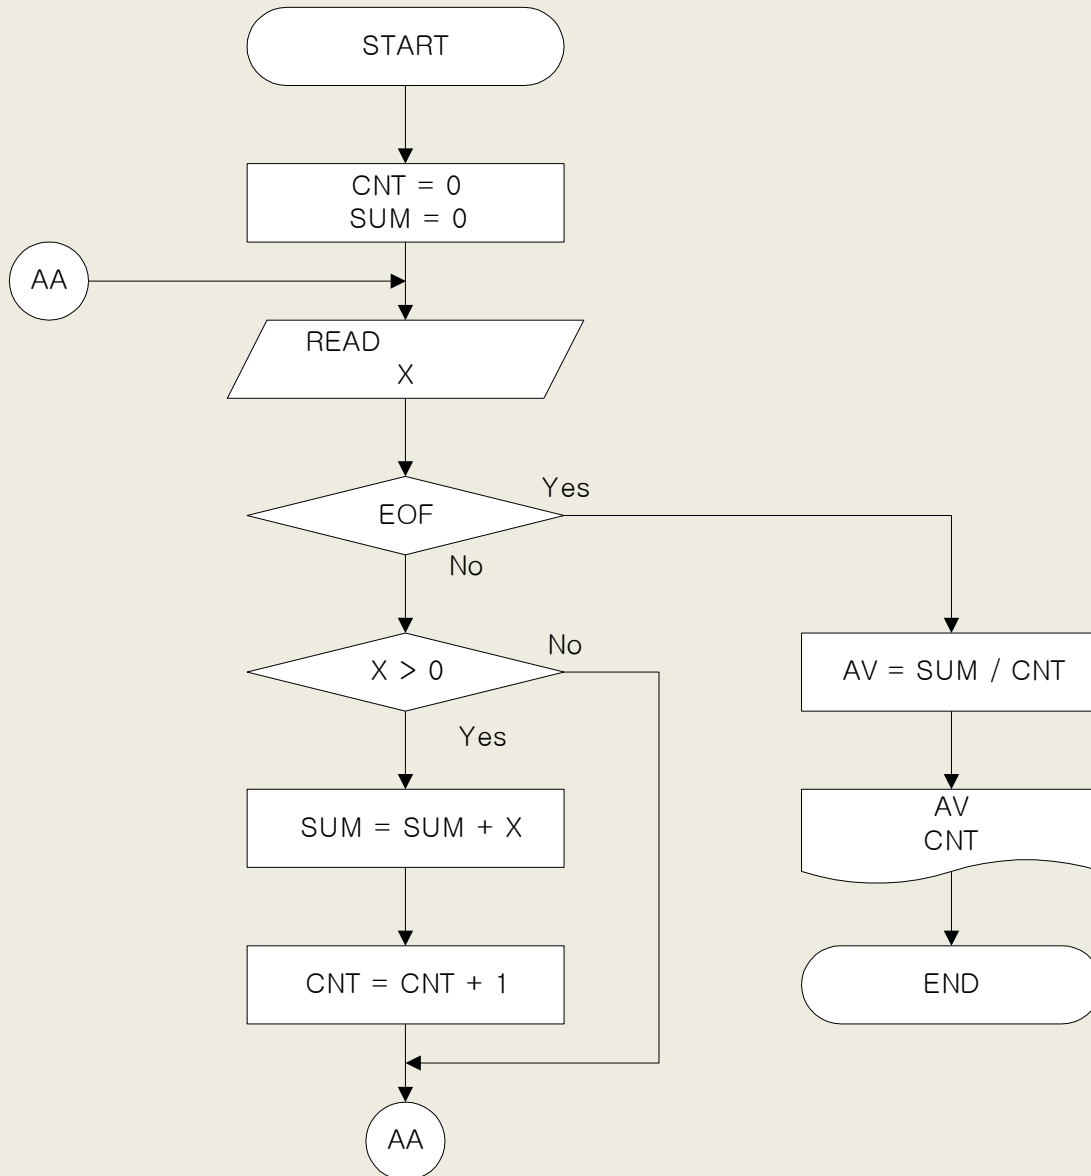 START
CNT = 0
SUM = 0
AA
READ
X
EOF
Yes
No
X > 0
No
Yes
SUM = SUM + X
CNT = CNT + 1
AA
AV = SUM / CNT
AV
CNT
END